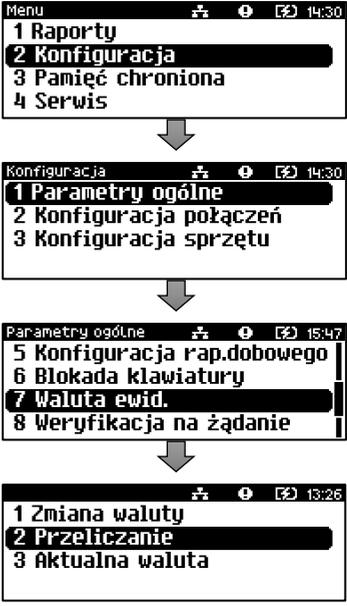 Menu 14:30
1 Raporty
2 Konfiguracja
3 Pamięć chroniona
4 Serwis
Konfiguracja 14:30
1 Parametry ogólne
2 Konfiguracja połączeń
3 Konfiguracja sprzętu
Parametry ogólne 15:47
5 Konfiguracja rap.dobowego
6 Blokada klawiatury
7 Waluta ewid.
8 Weryfikacja na żądanie
13:26
1 Zmiana waluty
2 Przeliczanie
3 Aktualna waluta